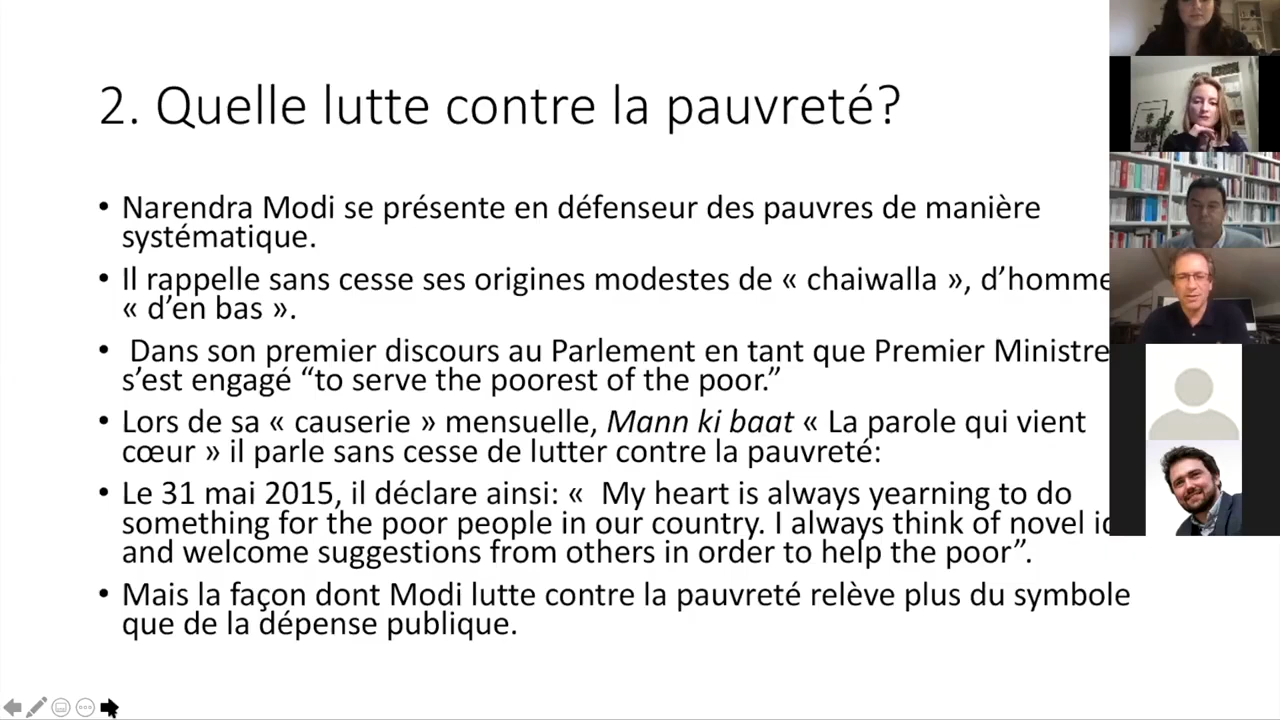 2. Quelle lutte contre la pauvreté?
• Narendra Modi se présente en défenseur des pauvres de manière
systématique.
• Il rappelle sans cesse ses origines modestes de « chaiwalla », d’homme
« d’en bas ».
• Dans son premier discours au Parlement en tant que Premier Ministre
s’est engagé “to serve the poorest of the poor.”
• Lors de sa « causerie » mensuelle, Mann ki baat « La parole qui vient
cœur » il parle sans cesse de lutter contre la pauvreté:
• Le 31 mai 2015, il déclare ainsi: « My heart is always yearning to do
something for the poor people in our country. I always think of novel
and welcome suggestions from others in order to help the poor”.
• Mais la façon dont Modi lutte contre la pauvreté relève plus du symbole
que de la dépense publique.